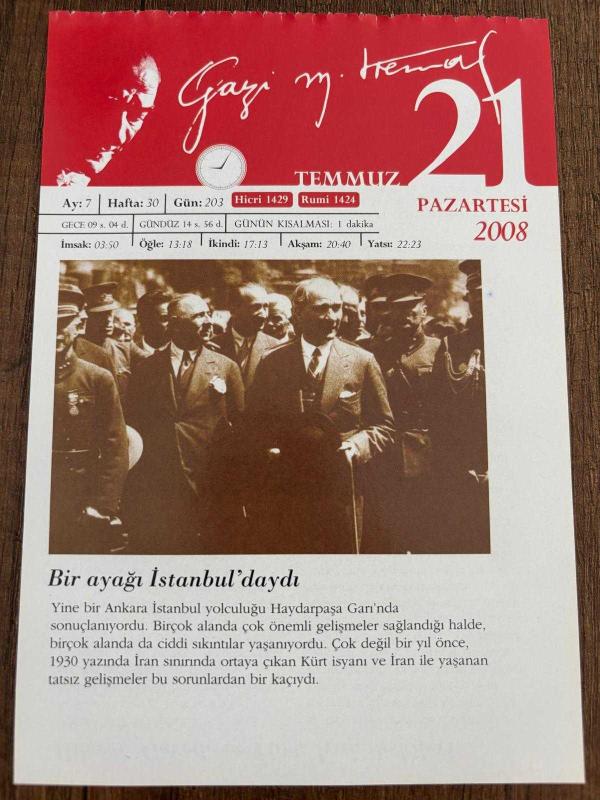 Gazi M. Kemal
TEMMUZ 21
Ay: 7 Hafta: 30 Gün: 203 Hicri 1429 Rumi 1424
PAZARTESİ
GECE 09 s. 04 d. GÜNDÜZ 14 s. 56 d. GÜNÜN KISALMASI: 1 dakika
2008
İmsak: 03:50 Öğle: 13:18 İkindi: 17:13 Akşam: 20:40 Yatsı: 22:23
Bir ayağı İstanbul'daydı
Yine bir Ankara İstanbul yolculuğu Haydarpaşa Garı'nda
sonuçlanıyordu. Birçok alanda çok önemli gelişmeler sağlandığı halde,
birçok alanda da ciddi sıkıntılar yaşanıyordu. Çok değil bir yıl önce,
1930 yazında İran sınırında ortaya çıkan Kürt isyanı ve İran ile yaşanan
tatsız gelişmeler bu sorunlardan bir kaçıydı.